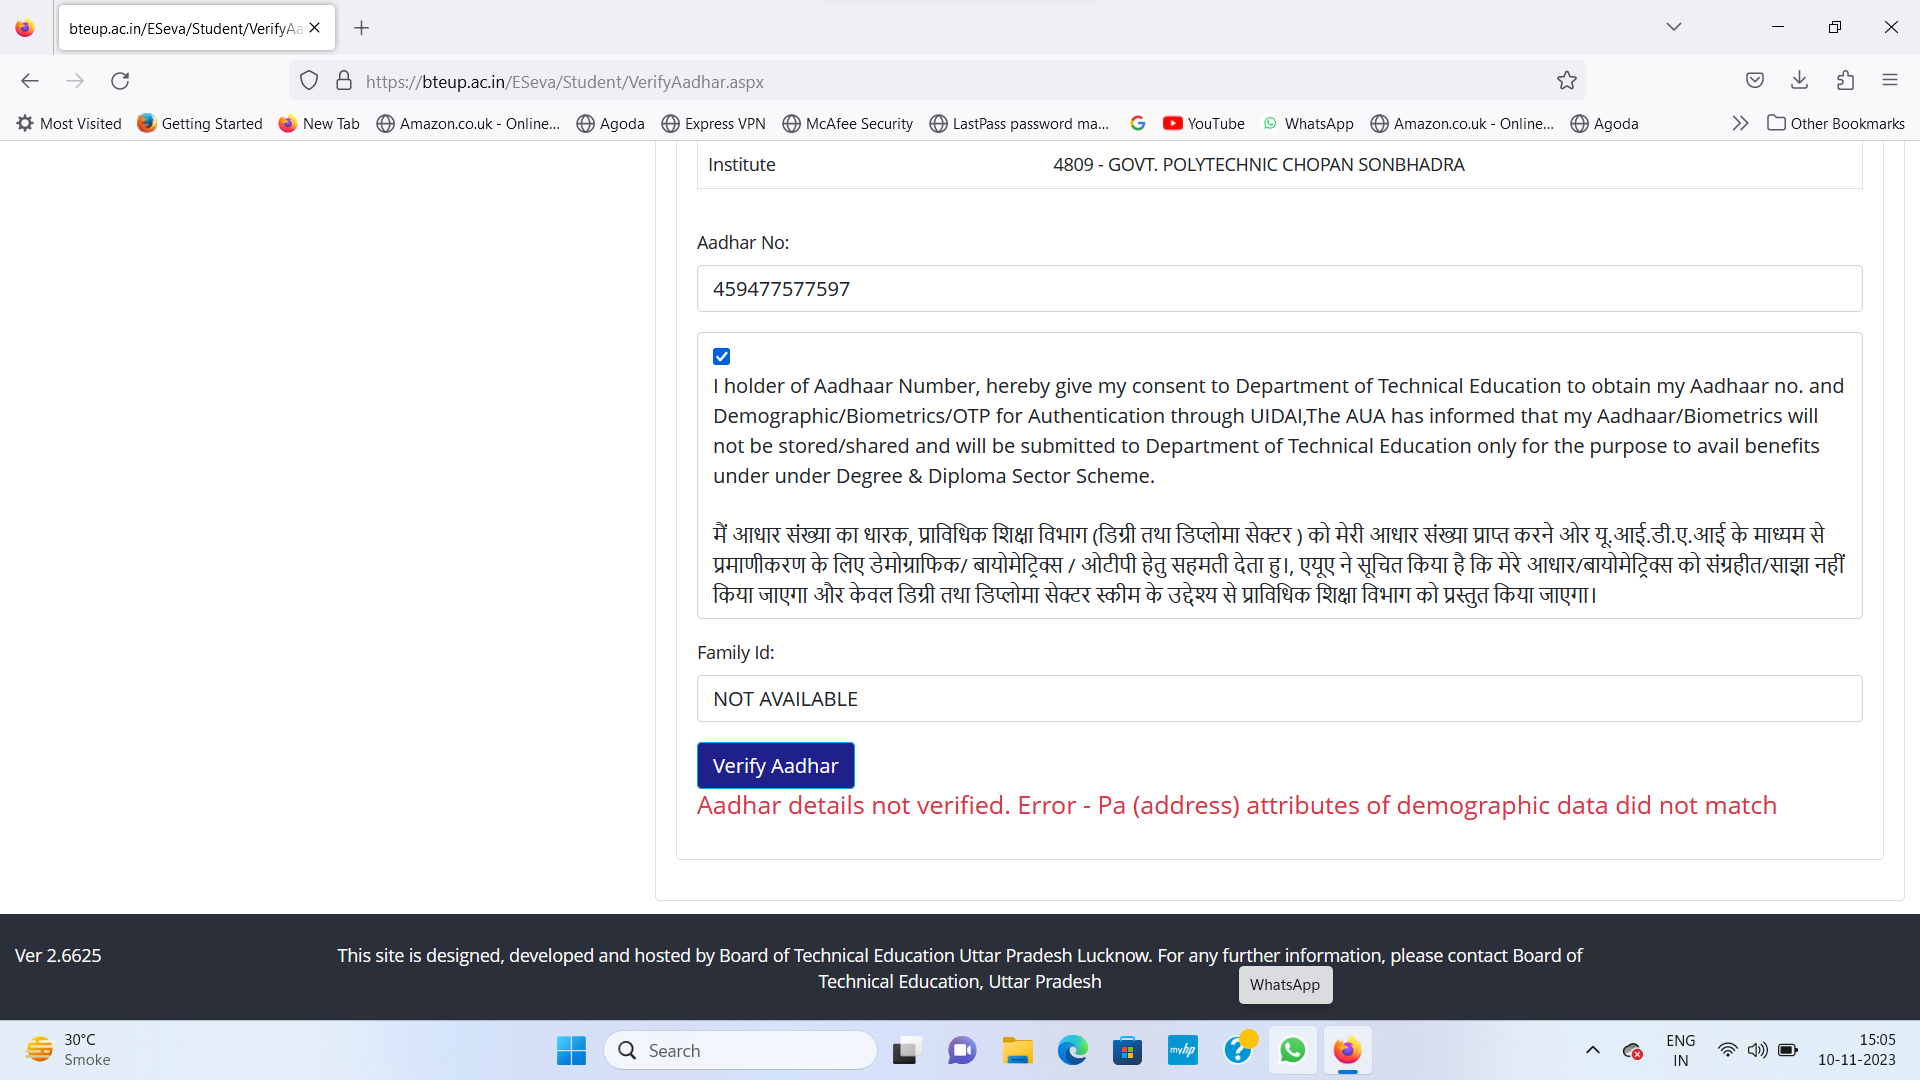 bteup.ac.in/ESeva/Student/VerifyAa
https://bteup.ac.in/ESeva/Student/VerifyAadhar.aspx
Most Visited Getting Started New Tab Amazon.co.uk - Online... Agoda Express VPN McAfee Security LastPass password ma... YouTube WhatsApp Amazon.co.uk - Online... Agoda Other Bookmarks
Institute 4809 - GOVT. POLYTECHNIC CHOPAN SONBHADRA
Aadhar No:
459477577597
I holder of Aadhaar Number, hereby give my consent to Department of Technical Education to obtain my Aadhaar no. and
Demographic/Biometrics/OTP for Authentication through UIDAI,The AUA has informed that my Aadhaar/Biometrics will
not be stored/shared and will be submitted to Department of Technical Education only for the purpose to avail benefits
under under Degree & Diploma Sector Scheme.
मैं आधार संख्या का धारक, प्राविधिक शिक्षा विभाग (डिग्री तथा डिप्लोमा सेक्टर ) को मेरी आधार संख्या प्राप्त करने ओर यू.आई.डी.ए.आई के माध्यम से
प्रमाणीकरण के लिए डेमोग्राफिक/ बायोमेट्रिक्स / ओटीपी हेतु सहमती देता हु।, एयूए ने सूचित किया है कि मेरे आधार/बायोमेट्रिक्स को संग्रहीत/साझा नहीं
किया जाएगा और केवल डिग्री तथा डिप्लोमा सेक्टर स्कीम के उद्देश्य से प्राविधिक शिक्षा विभाग को प्रस्तुत किया जाएगा।
Family Id:
NOT AVAILABLE
Verify Aadhar
Aadhar details not verified. Error - Pa (address) attributes of demographic data did not match
Ver 2.6625
This site is designed, developed and hosted by Board of Technical Education Uttar Pradesh Lucknow. For any further information, please contact Board of
Technical Education, Uttar Pradesh
WhatsApp
30°C
Smoke
Search
myhp
ENG
IN
15:05
10-11-2023